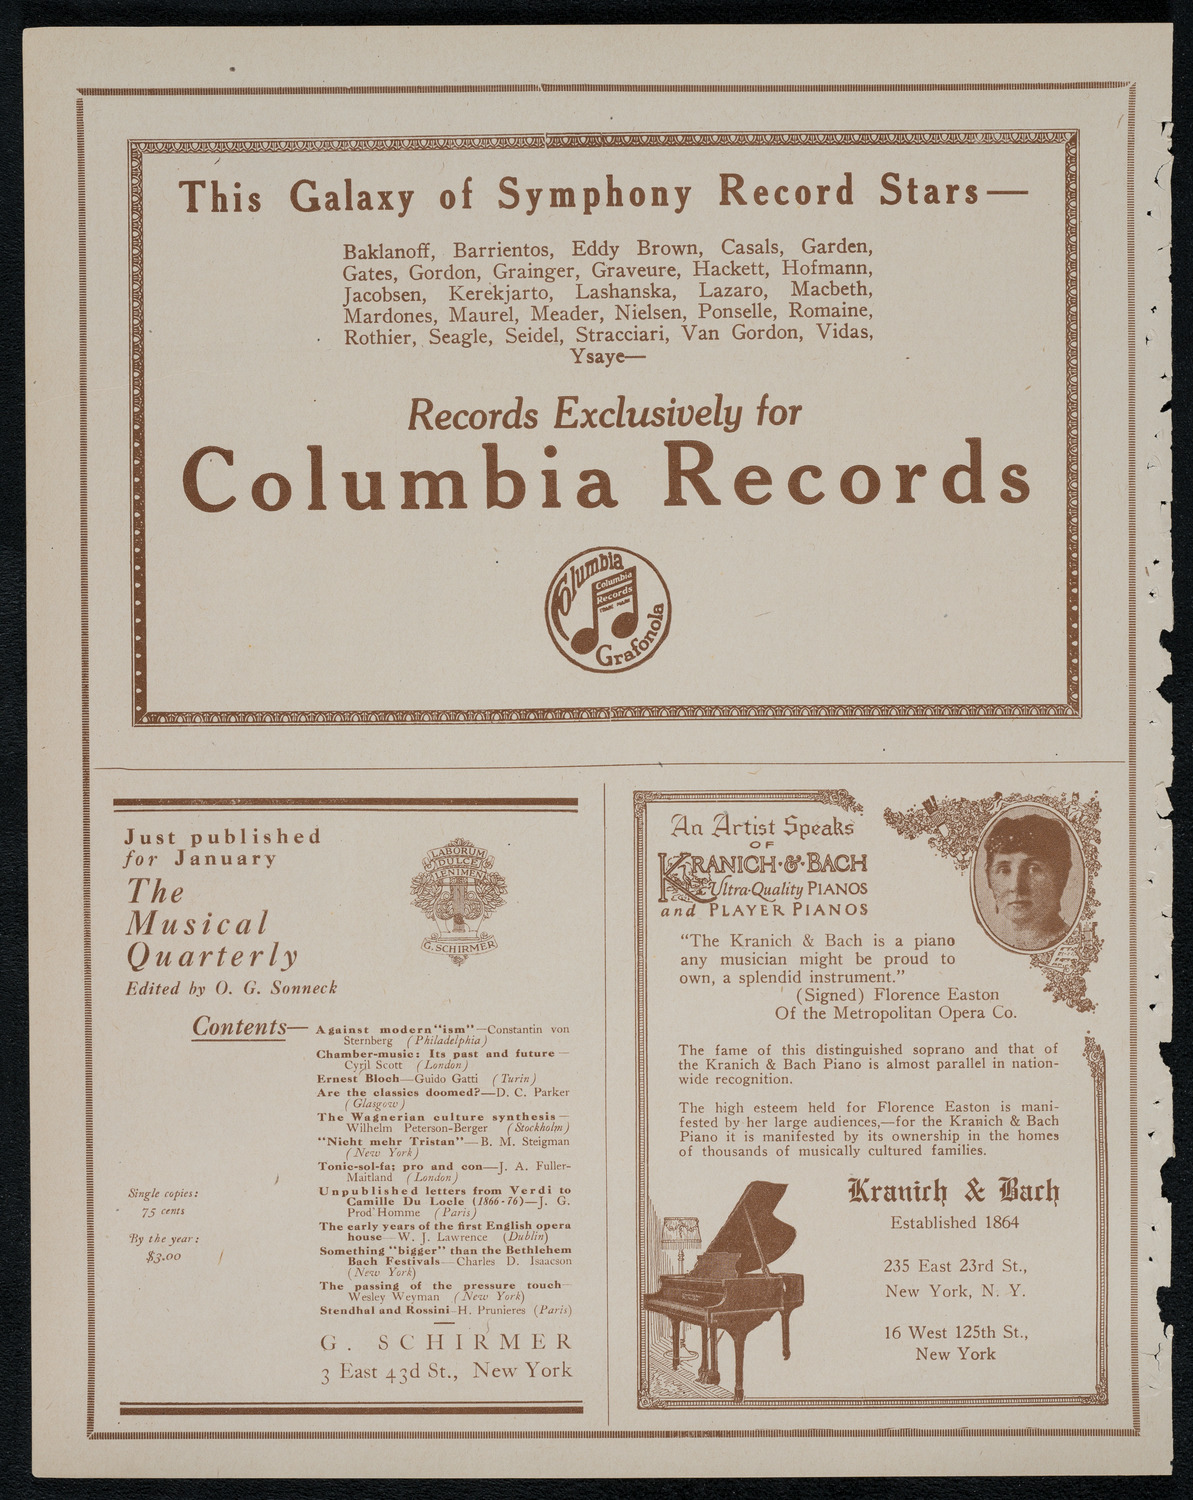 This Galaxy of Symphony Record Stars—
Baklanoff, Barrientos, Eddy Brown, Casals, Garden,
Gates, Gordon, Grainger, Graveure, Hackett, Hofmann,
Jacobsen, Kerekjarto, Lashanska, Lazaro, Macbeth,
Mardones, Maurel, Meader, Nielsen, Ponselle, Romaine,
Rothier, Seagle, Seidel, Stracciari, Van Gordon, Vidas,
Ysaye—
Records Exclusively for
Columbia Records
Columbia
Columbia
Records
TRADE MARK
Grafonola
Just published
for January
The
Musical
Quarterly
Edited by O. G. Sonneck
LABORUM
DULCE
LENIMEN
G. SCHIRMER
Contents—
Against modern "ism"—Constantin von
Sternberg (Philadelphia)
Chamber-music: Its past and future—
Cyril Scott (London)
Ernest Bloch—Guido Gatti (Turin)
Are the classics doomed?—D. C. Parker
(Glasgow)
The Wagnerian culture synthesis—
Wilhelm Peterson-Berger (Stockholm)
"Nicht mehr Tristan"—B. M. Steigman
(New York)
Tonic-sol-fa; pro and con—J. A. Fuller-
Maitland (London)
Unpublished letters from Verdi to
Camille Du Locle (1866-76)—J. G.
Prod'Homme (Paris)
The early years of the first English opera
house—W. J. Lawrence (Dublin)
Something "bigger" than the Bethlehem
Bach Festivals—Charles D. Isaacson
(New York)
The passing of the pressure touch—
Wesley Weyman (New York)
Stendhal and Rossini—H. Prunieres (Paris)
Single copies:
75 cents
By the year:
$3.00
G. SCHIRMER
3 East 43d St., New York
An Artist Speaks
OF
KRANICH & BACH
Ultra-Quality PIANOS
and PLAYER PIANOS
"The Kranich & Bach is a piano
any musician might be proud to
own, a splendid instrument."
(Signed) Florence Easton
Of the Metropolitan Opera Co.
The fame of this distinguished soprano and that of
the Kranich & Bach Piano is almost parallel in nation-
wide recognition.
The high esteem held for Florence Easton is mani-
fested by her large audiences,—for the Kranich & Bach
Piano it is manifested by its ownership in the homes
of thousands of musically cultured families.
Kranich & Bach
Established 1864
235 East 23rd St.,
New York, N. Y.
16 West 125th St.,
New York